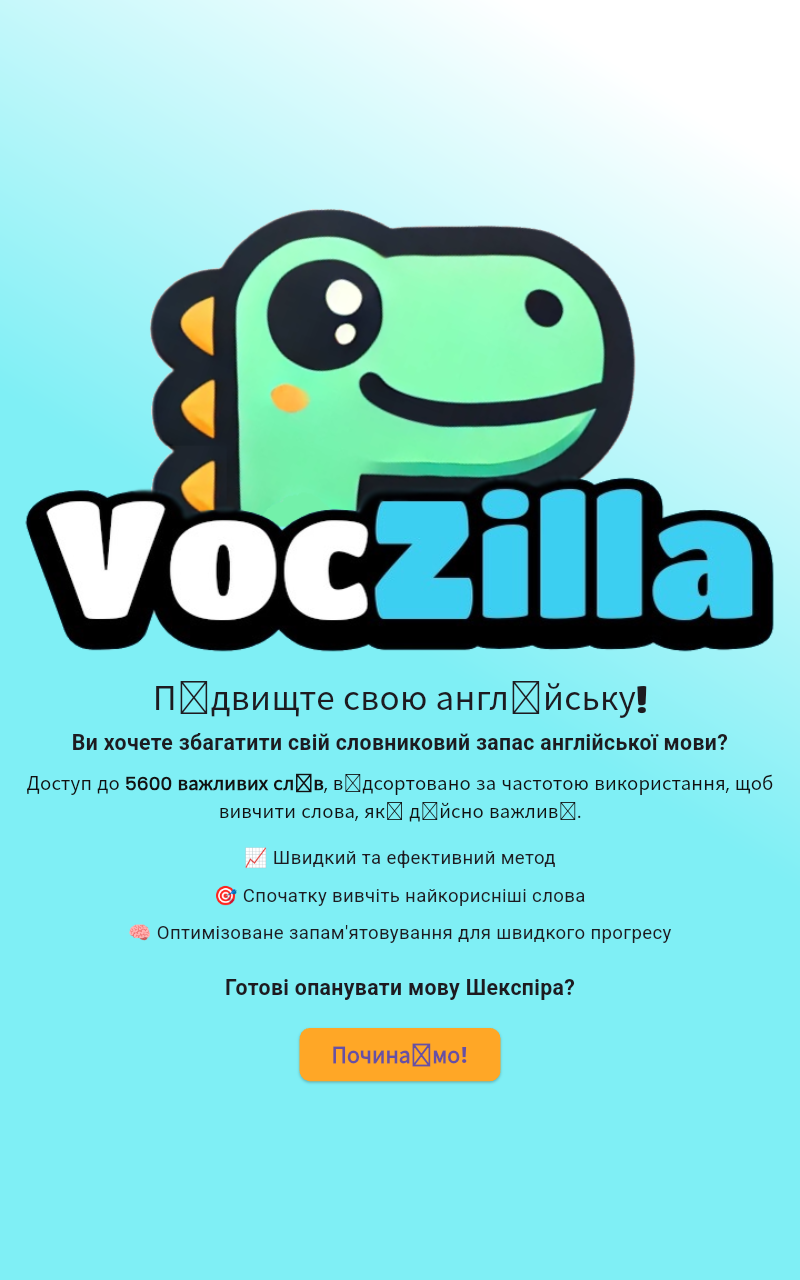 VocZilla
П☒двищте свою англ☒йську!
Ви хочете збагатити свій словниковий запас англійської мови?
Доступ до 5600 важливих сл☒в, в☒дсортовано за частотою використання, щоб
вивчити слова, як☒ д☒йсно важлив☒.
📈 Швидкий та ефективний метод
🎯 Спочатку вивчіть найкорисніші слова
🧠 Оптимізоване запам'ятовування для швидкого прогресу
Готові опанувати мову Шекспіра?
Почина☒мо!